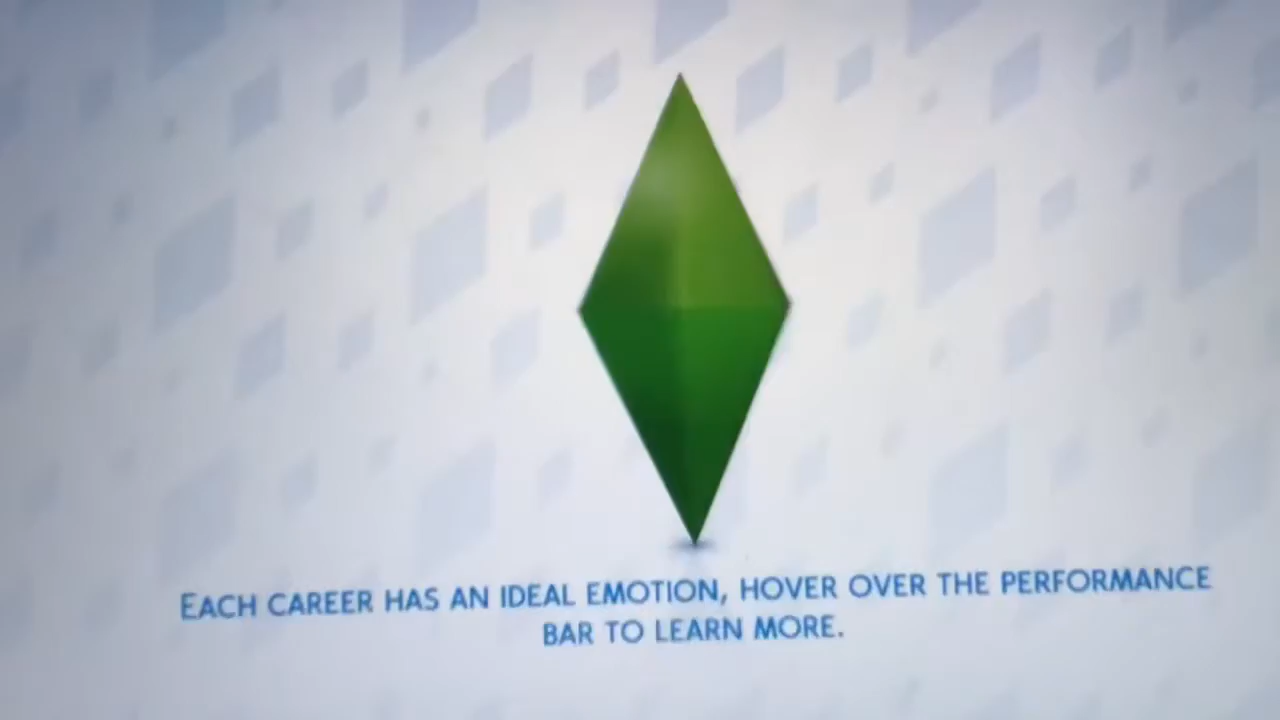 EACH CAREER HAS AN IDEAL EMOTION, HOVER OVER THE PERFORMANCE
BAR TO LEARN MORE.